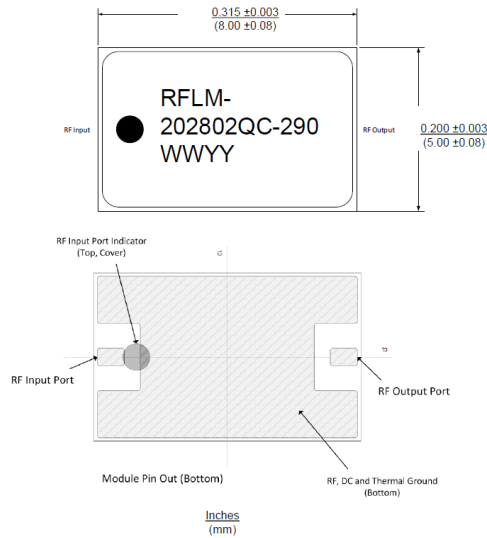 0.315 ±0.003
(8.00 ±0.08)
RFLM-
202802QC-290
WWYY
RF Input
RF Output
0.200 ±0.003
(5.00 ±0.08)
RF Input Port Indicator
(Top, Cover)
RF Input Port
RF Output Port
Module Pin Out (Bottom)
RF, DC and Thermal Ground
(Bottom)
Inches
(mm)